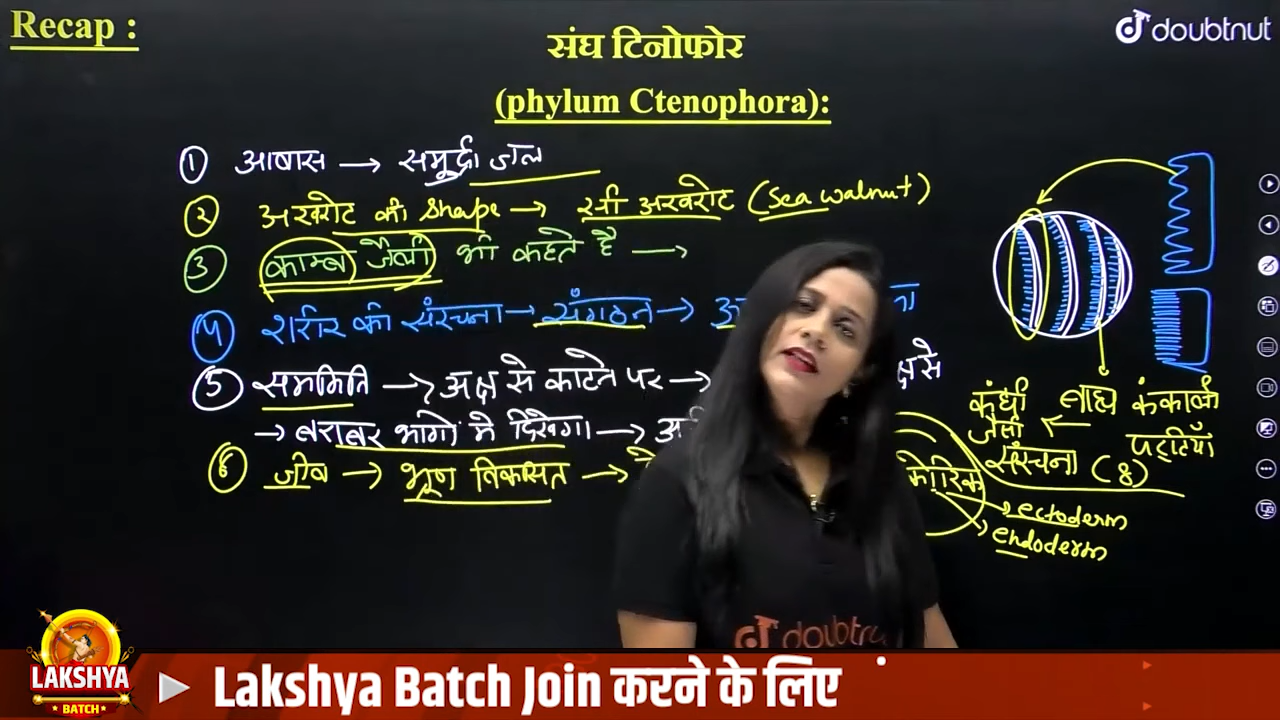 Recap :
doubtnut
संघ टिनोफोर
(phylum Ctenophora):
① आवास → समुद्री जल
② अखरोट की shape → स्त्री अखरोट (sea walnut)
③ काम्ब जैली भी कहते है →
④ शरीर की संरचना → संगठन →
⑤ सममिति → अक्ष से काटने पर → क्ष से
→ बराबर भागों में दिखेगा →
⑥ जीव → भ्रूण विकसित → कोरिक
बाह्य कंकाली
पट्टियाँ
कंघी
जैली
संरचना (8)
→ ectoderm
endoderm
doubtnu
LAKSHYA
BATCH
Lakshya Batch Join करने के लिए